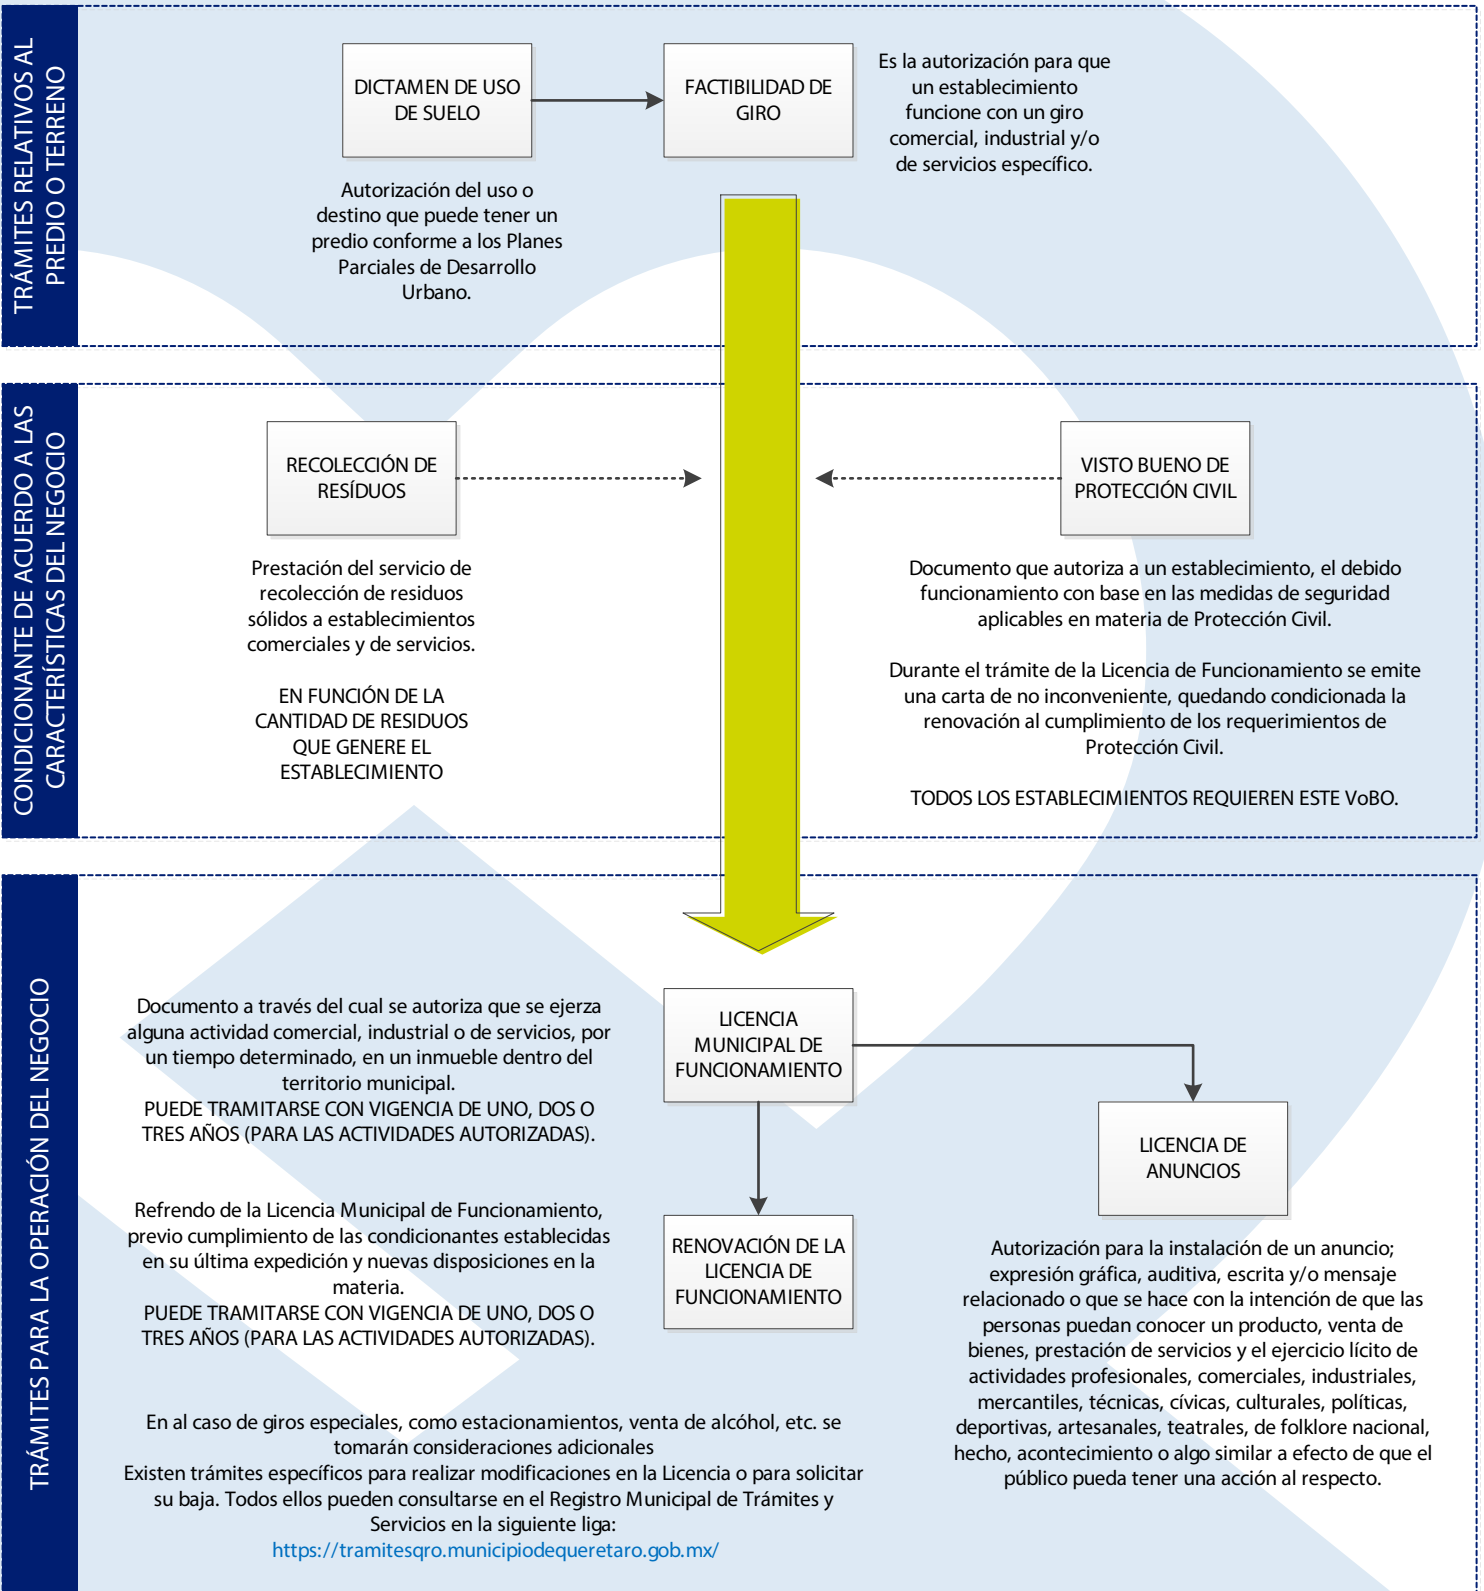 TRÁMITES RELATIVOS AL
PREDIO O TERRENO
DICTAMEN DE USO
DE SUELO
FACTIBILIDAD DE
GIRO
Es la autorización para que
un establecimiento
funcione con un giro
comercial, industrial y/o
de servicios específico.
Autorización del uso o
destino que puede tener un
predio conforme a los Planes
Parciales de Desarrollo
Urbano.
CONDICIONANTE DE ACUERDO A LAS
CARACTERÍSTICAS DEL NEGOCIO
RECOLECCIÓN DE
RESÍDUOS
VISTO BUENO DE
PROTECCIÓN CIVIL
Prestación del servicio de
recolección de residuos
sólidos a establecimientos
comerciales y de servicios.
EN FUNCIÓN DE LA
CANTIDAD DE RESIDUOS
QUE GENERE EL
ESTABLECIMIENTO
Documento que autoriza a un establecimiento, el debido
funcionamiento con base en las medidas de seguridad
aplicables en materia de Protección Civil.
Durante el trámite de la Licencia de Funcionamiento se emite
una carta de no inconveniente, quedando condicionada la
renovación al cumplimiento de los requerimientos de
Protección Civil.
TODOS LOS ESTABLECIMIENTOS REQUIEREN ESTE VoBO.
TRÁMITES PARA LA OPERACIÓN DEL NEGOCIO
Documento a través del cual se autoriza que se ejerza
alguna actividad comercial, industrial o de servicios, por
un tiempo determinado, en un inmueble dentro del
territorio municipal.
PUEDE TRAMITARSE CON VIGENCIA DE UNO, DOS O
TRES AÑOS (PARA LAS ACTIVIDADES AUTORIZADAS).
LICENCIA
MUNICIPAL DE
FUNCIONAMIENTO
LICENCIA DE
ANUNCIOS
Refrendo de la Licencia Municipal de Funcionamiento,
previo cumplimiento de las condicionantes establecidas
en su última expedición y nuevas disposiciones en la
materia.
PUEDE TRAMITARSE CON VIGENCIA DE UNO, DOS O
TRES AÑOS (PARA LAS ACTIVIDADES AUTORIZADAS).
RENOVACIÓN DE LA
LICENCIA DE
FUNCIONAMIENTO
Autorización para la instalación de un anuncio;
expresión gráfica, auditiva, escrita y/o mensaje
relacionado o que se hace con la intención de que las
personas puedan conocer un producto, venta de
bienes, prestación de servicios y el ejercicio lícito de
actividades profesionales, comerciales, industriales,
mercantiles, técnicas, cívicas, culturales, políticas,
deportivas, artesanales, teatrales, de folklore nacional,
hecho, acontecimiento o algo similar a efecto de que el
público pueda tener una acción al respecto.
En al caso de giros especiales, como estacionamientos, venta de alcóhol, etc. se
tomarán consideraciones adicionales
Existen trámites específicos para realizar modificaciones en la Licencia o para solicitar
su baja. Todos ellos pueden consultarse en el Registro Municipal de Trámites y
Servicios en la siguiente liga:
https://tramitesqro.municipiodequeretaro.gob.mx/